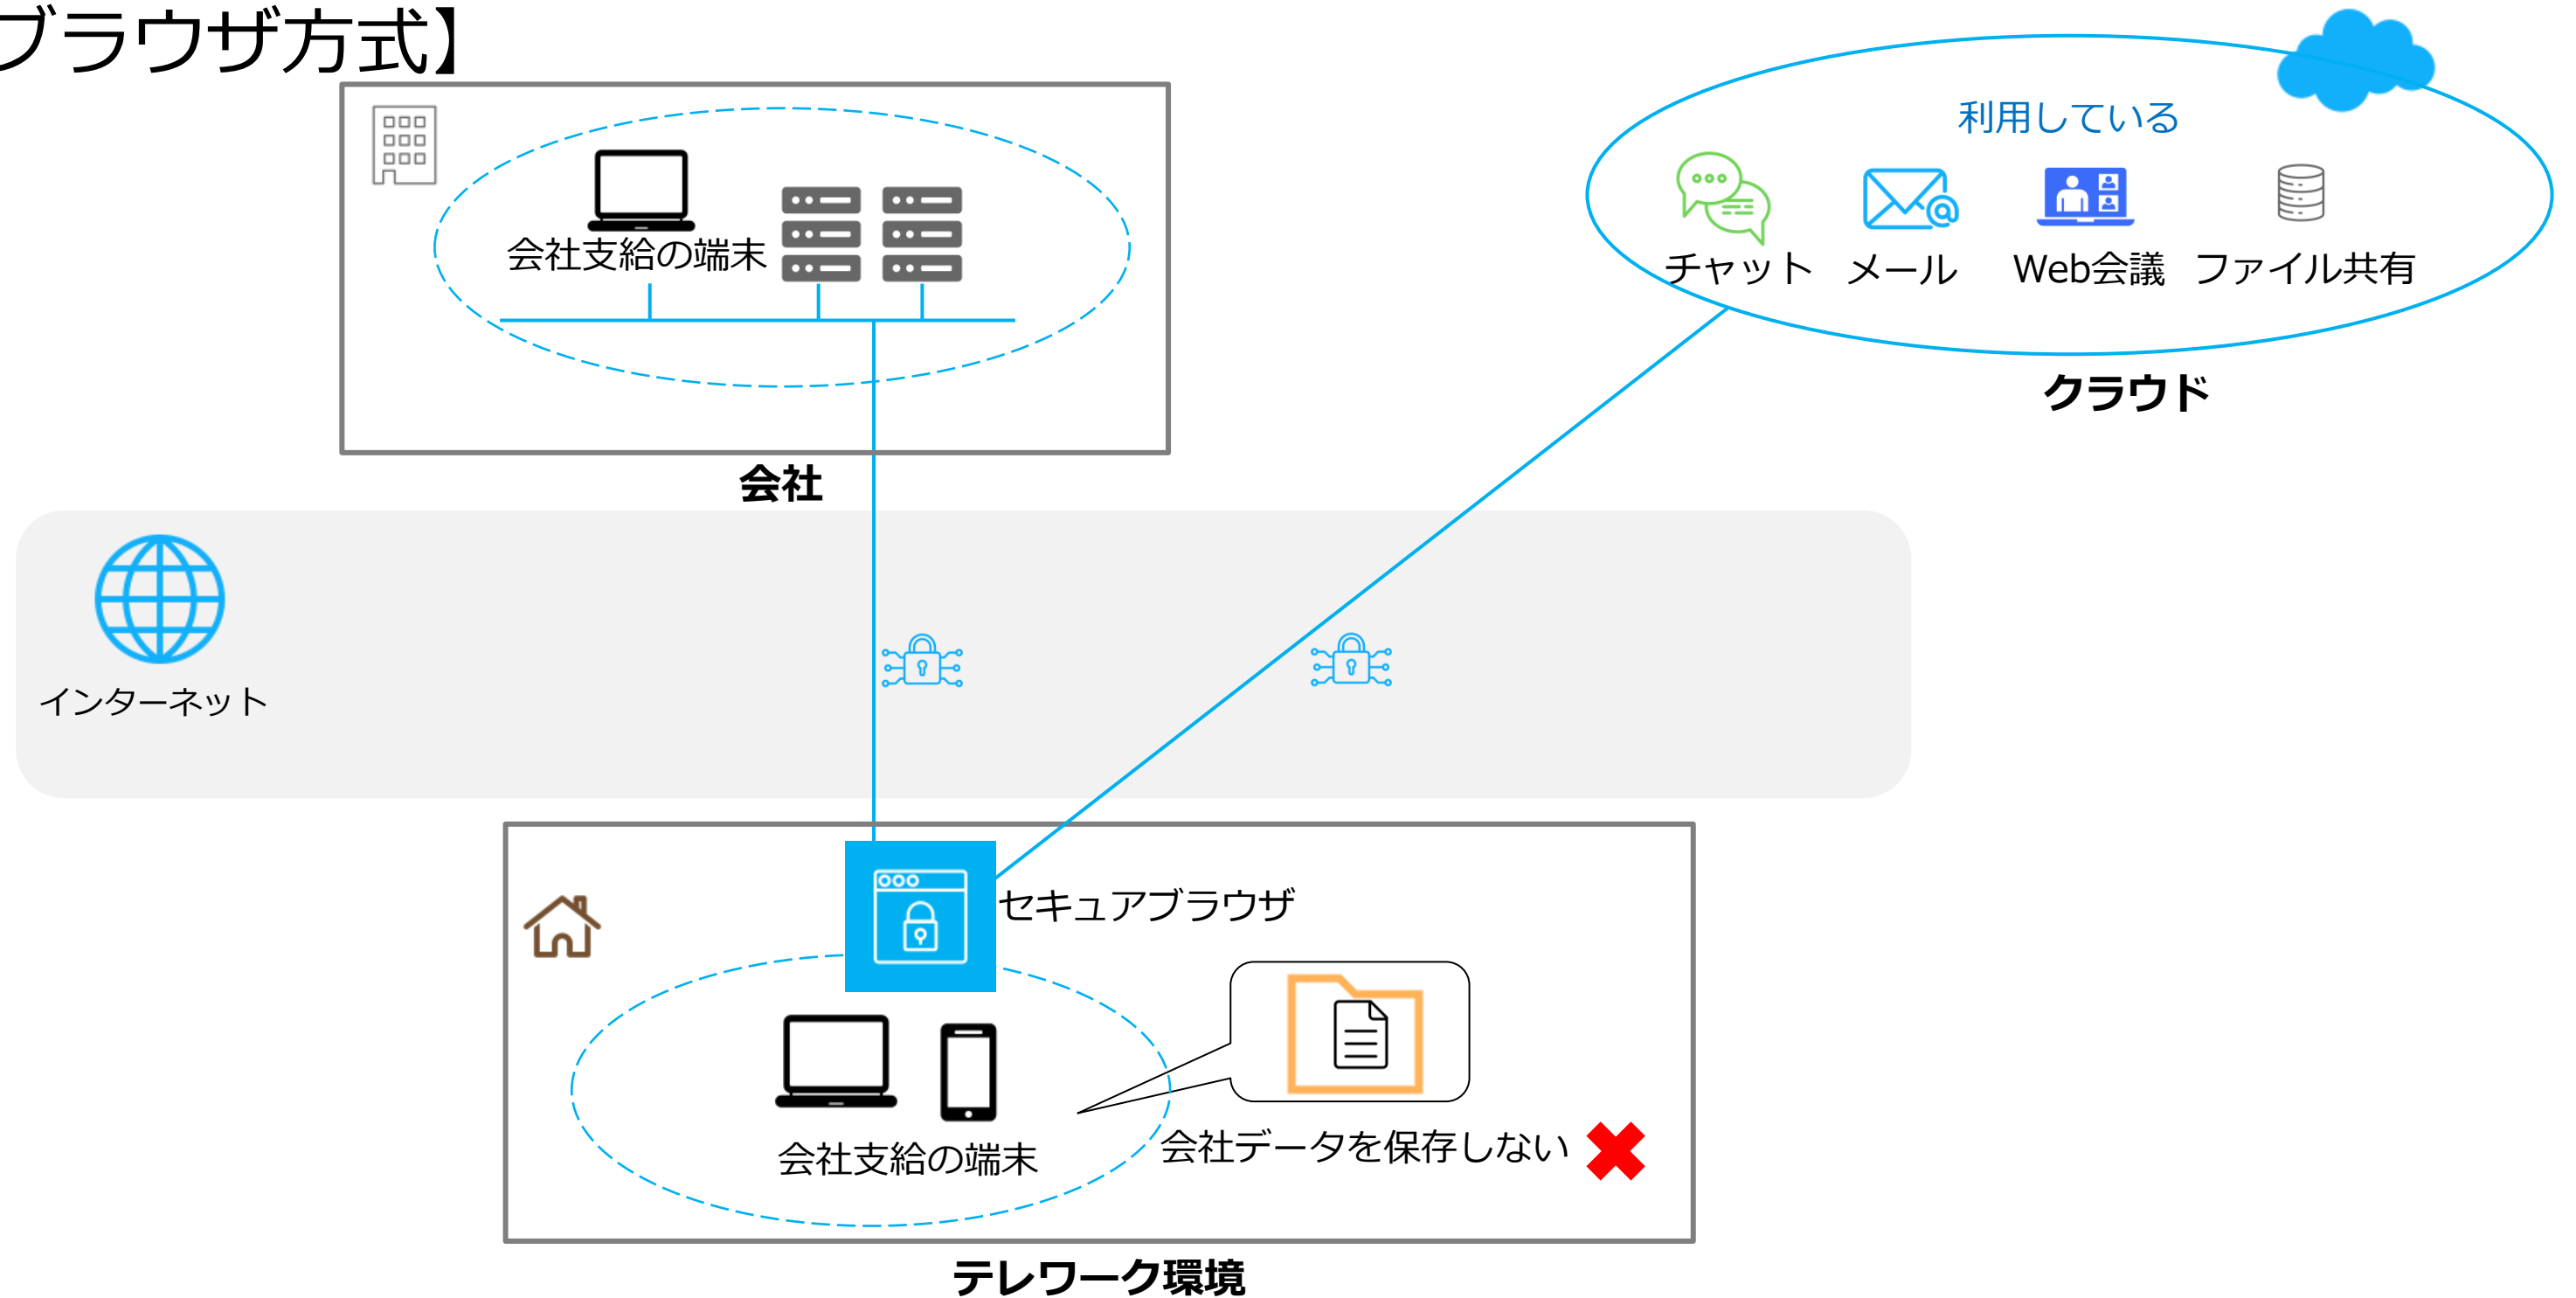 ブラウザ方式】
利用している
会社支給の端末
チャット
メール
Web会議
ファイル共有
クラウド
会社
インターネット
セキュアブラウザ
会社支給の端末
会社データを保存しない
テレワーク環境